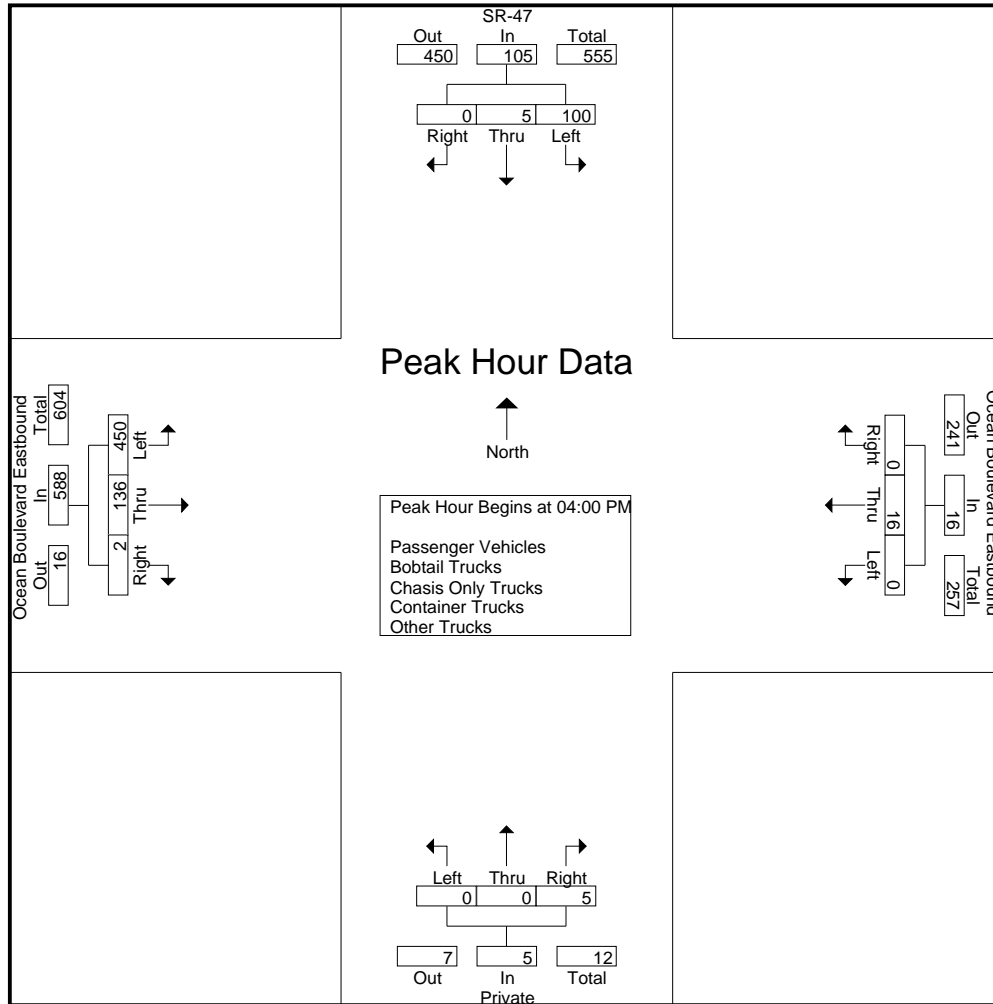 SR-47
Out In Total
450 105 555
0 5 100
Right Thru Left
Peak Hour Data
North
Peak Hour Begins at 04:00 PM
Passenger Vehicles
Bobtail Trucks
Chasis Only Trucks
Container Trucks
Other Trucks
Ocean Boulevard Eastbound
Out In Total
16 588 604
Right Thru Left
2 136 450
Ocean Boulevard Eastbound
Out In Total
241 16 257
Right Thru Left
0 16 0
Left Thru Right
0 0 5
7 5 12
Out In Total
Private